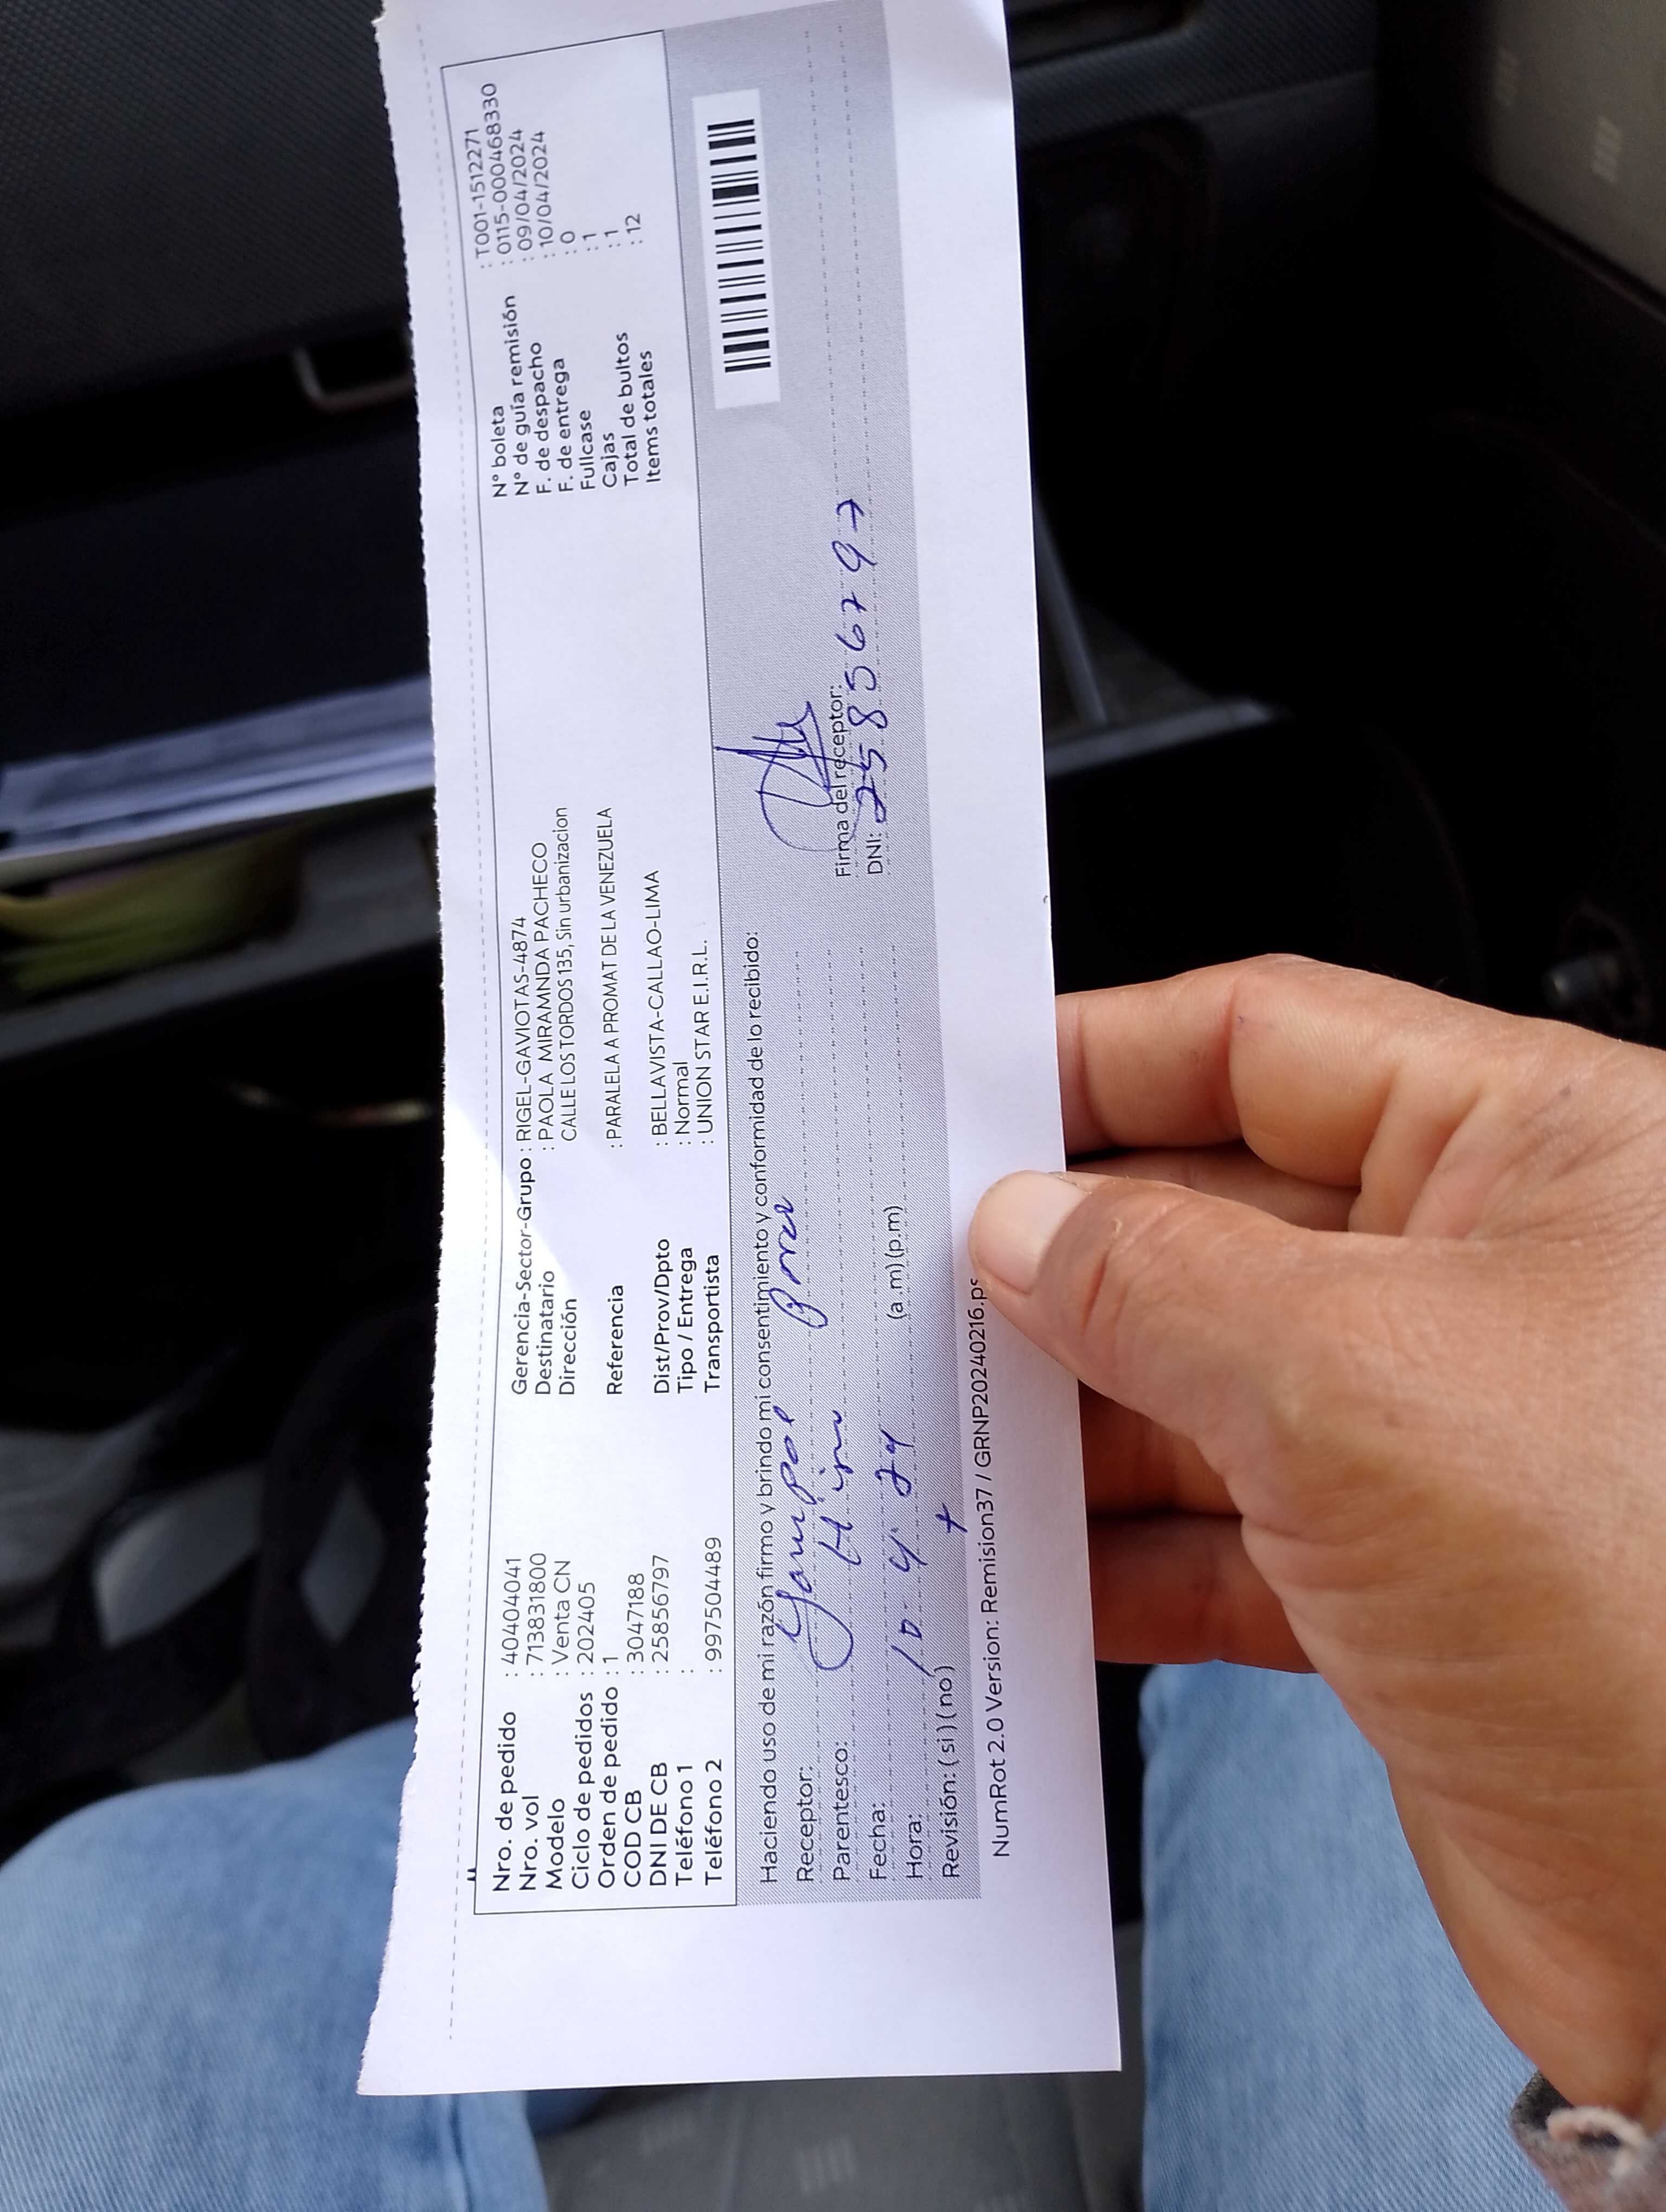 Nro. de pedido : 40404041
Nro. vol : 713831800
Modelo : Venta CN
Ciclo de pedidos : 202405
Orden de pedido : 1
COD CB : 3047188
DNI DE CB : 25856797
Teléfono 1 :
Teléfono 2 : 997504489
Gerencia-Sector-Grupo : RIGEL-GAVIOTAS-4874
Destinatario : PAOLA MIRAMNDA PACHECO
Dirección CALLE LOS TORDOS 135, Sin urbanizacion
Referencia : PARALELA A PROMAT DE LA VENEZUELA
Dist/Prov/Dpto : BELLAVISTA-CALLAO-LIMA
Tipo / Entrega : Normal
Transportista : UNION STAR E.I.R.L.
N° boleta : T001-1512271
N° de guía remisión : 0115-0000468330
F. de despacho : 09/04/2024
F. de entrega : 10/04/2024
Fullcase : 0
Cajas : 1
Total de bultos : 1
Items totales : 12
Haciendo uso de mi razón firmo y brindo mi consentimiento y conformidad de lo recibido:
Receptor:
Parentesco:
Fecha: 10 - 4 - 24
Hora: (a .m) (p.m)
Revisión: ( si ) ( no )
Firma del receptor:
DNI: 25856797
NumRot 2.0 Version: Remision37 / GRNP20240216.ps